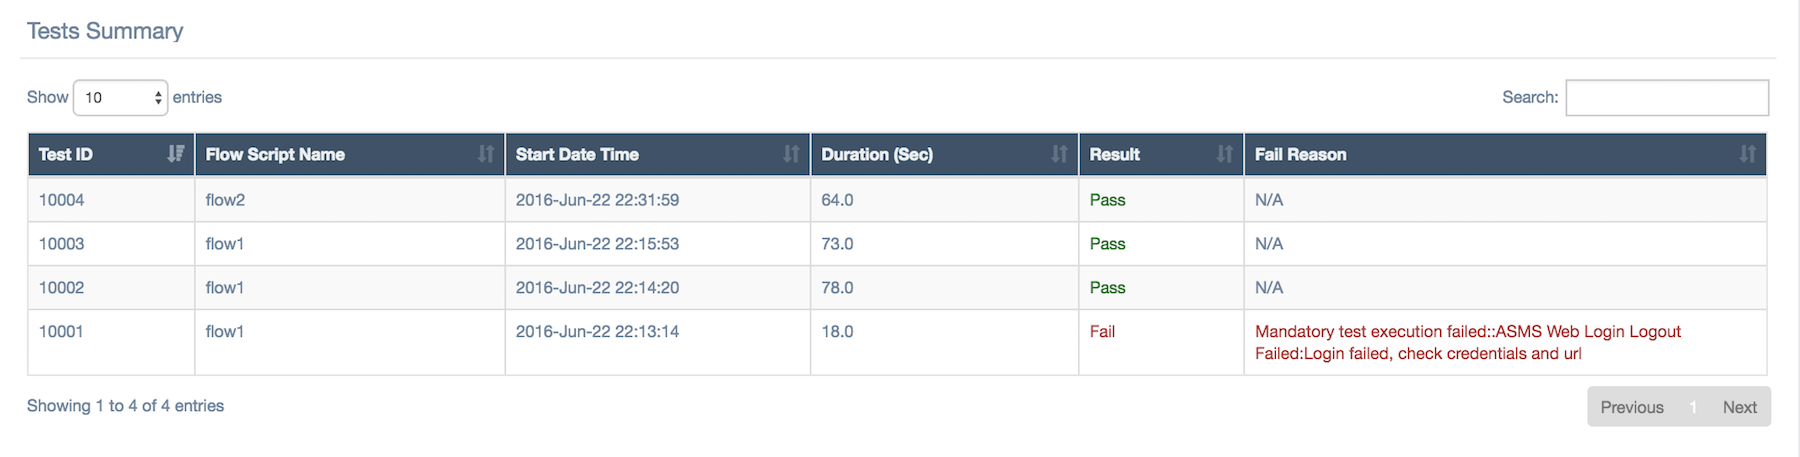 Tests Summary
Show 10 entries Search:
Test ID Flow Script Name Start Date Time Duration (Sec) Result Fail Reason
10004 flow2 2016-Jun-22 22:31:59 64.0 Pass N/A
10003 flow1 2016-Jun-22 22:15:53 73.0 Pass N/A
10002 flow1 2016-Jun-22 22:14:20 78.0 Pass N/A
10001 flow1 2016-Jun-22 22:13:14 18.0 Fail Mandatory test execution failed::ASMS Web Login Logout
Failed:Login failed, check credentials and url
Showing 1 to 4 of 4 entries Previous 1 Next